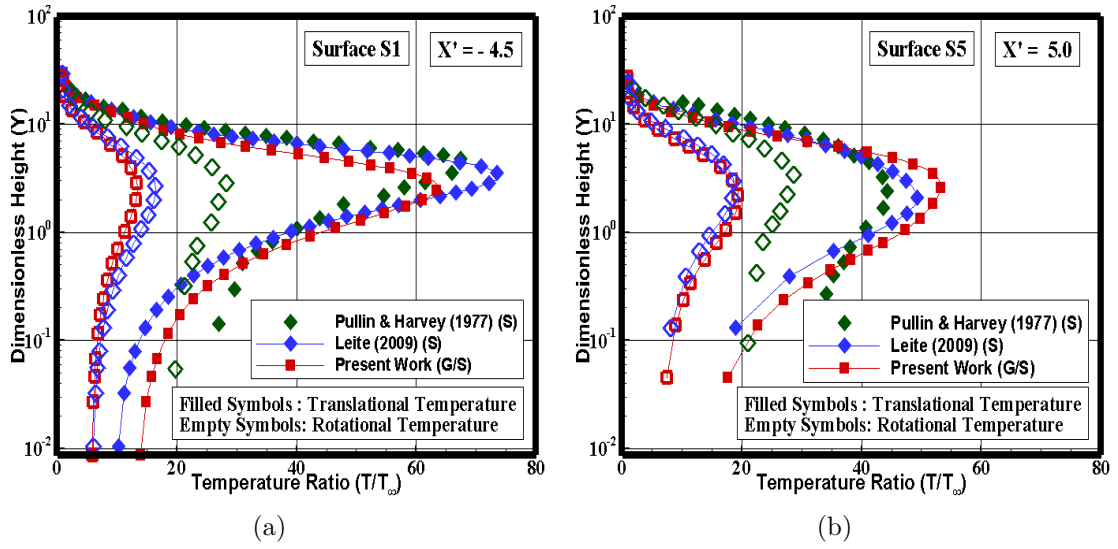 10²
10¹
10⁰
10⁻¹
10⁻²
Dimensionless Height (Y)
Surface S1
X' = - 4.5
Pullin & Harvey (1977) (S)
Leite (2009) (S)
Present Work (G/S)
Filled Symbols : Translational Temperature
Empty Symbols: Rotational Temperature
0 20 40 60 80
Temperature Ratio (T/T∞)
(a)
10²
10¹
10⁰
10⁻¹
10⁻²
Dimensionless Height (Y)
Surface S5
X' = 5.0
Pullin & Harvey (1977) (S)
Leite (2009) (S)
Present Work (G/S)
Filled Symbols : Translational Temperature
Empty Symbols: Rotational Temperature
0 20 40 60 80
Temperature Ratio (T/T∞)
(b)